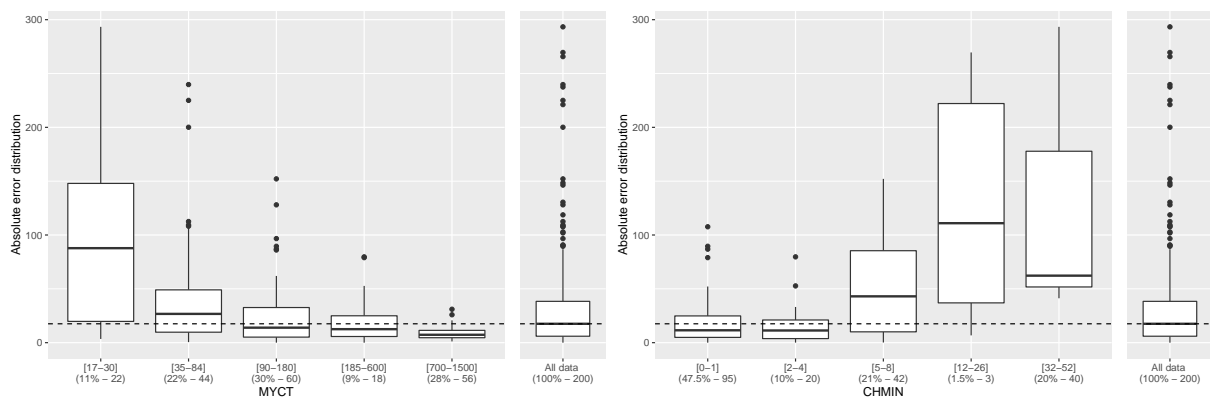 300
200
100
0
Absolute error distribution
[17−30]
(11% − 22)
[35−84]
(22% − 44)
[90−180]
(30% − 60)
[185−600]
(9% − 18)
[700−1500]
(28% − 56)
MYCT
All data
(100% − 200)
300
200
100
0
Absolute error distribution
[0−1]
(47.5% − 95)
[2−4]
(10% − 20)
[5−8]
(21% − 42)
[12−26]
(1.5% − 3)
[32−52]
(20% − 40)
CHMIN
All data
(100% − 200)